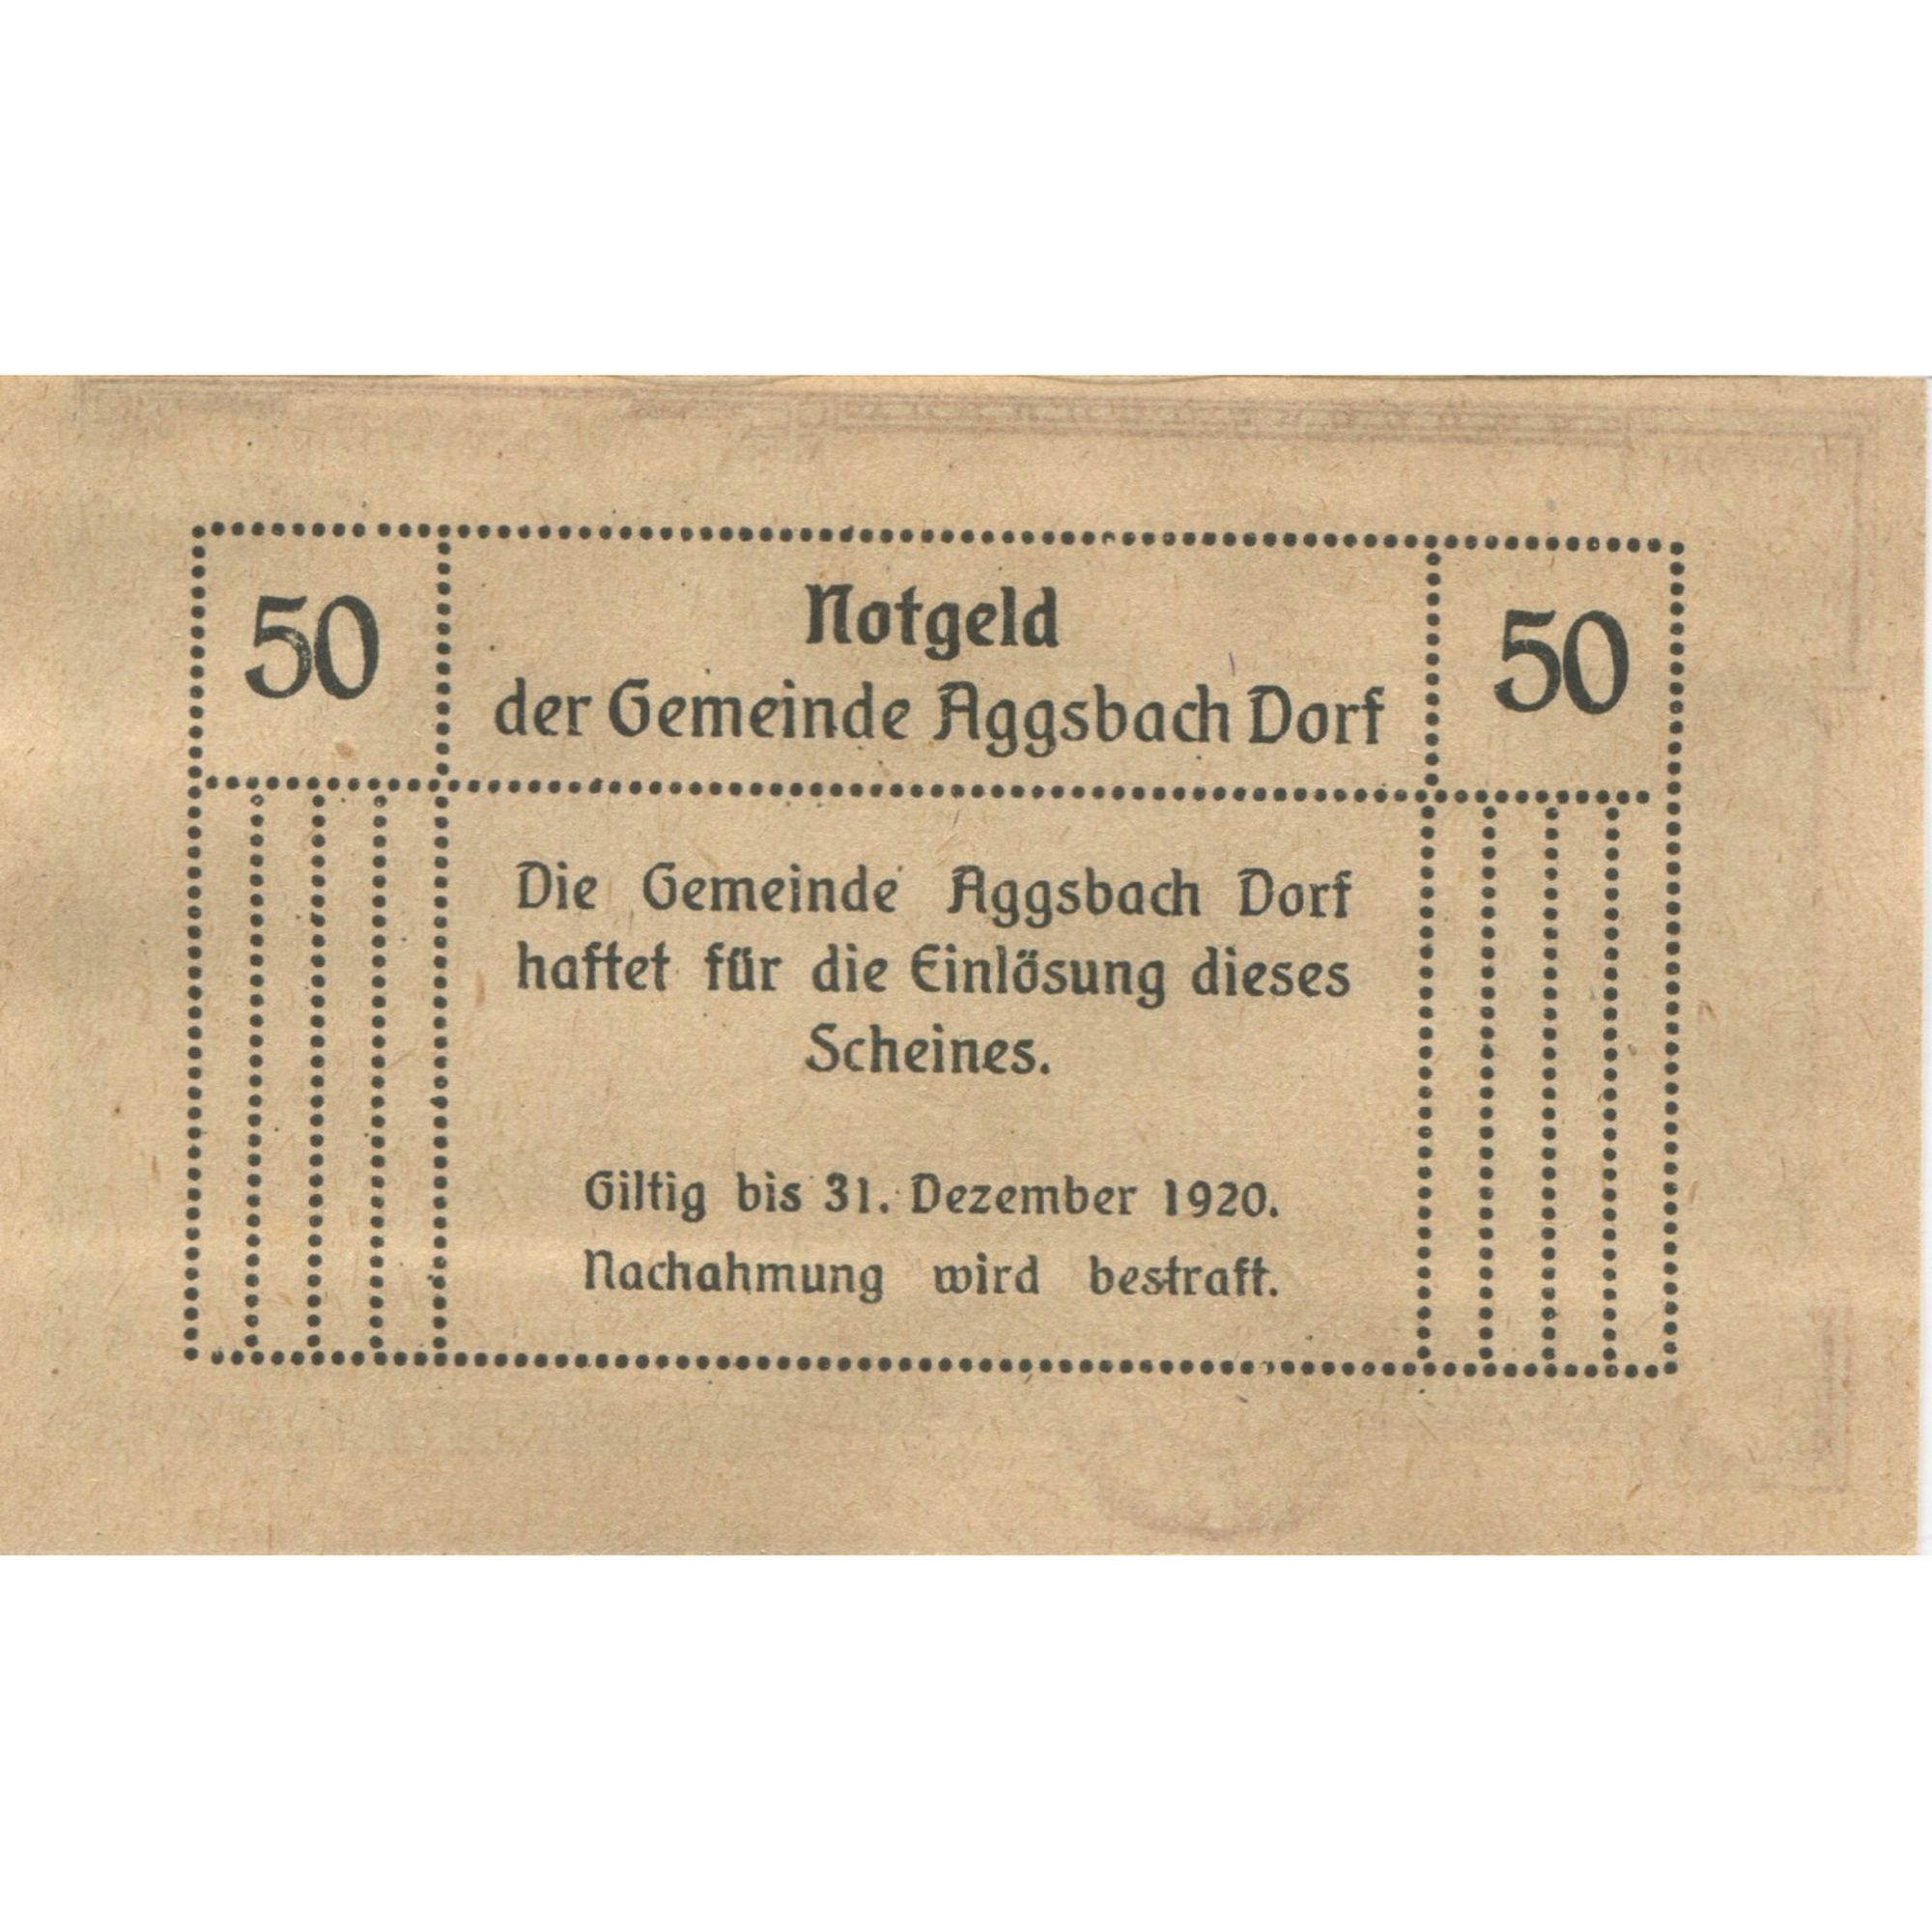 50
Notgeld
50
der Gemeinde Aggsbach Dorf
Die Gemeinde Aggsbach Dorf
haftet für die Einlösung dieses
Scheines.
Giltig bis 31. Dezember 1920.
Nachahmung wird bestraft.